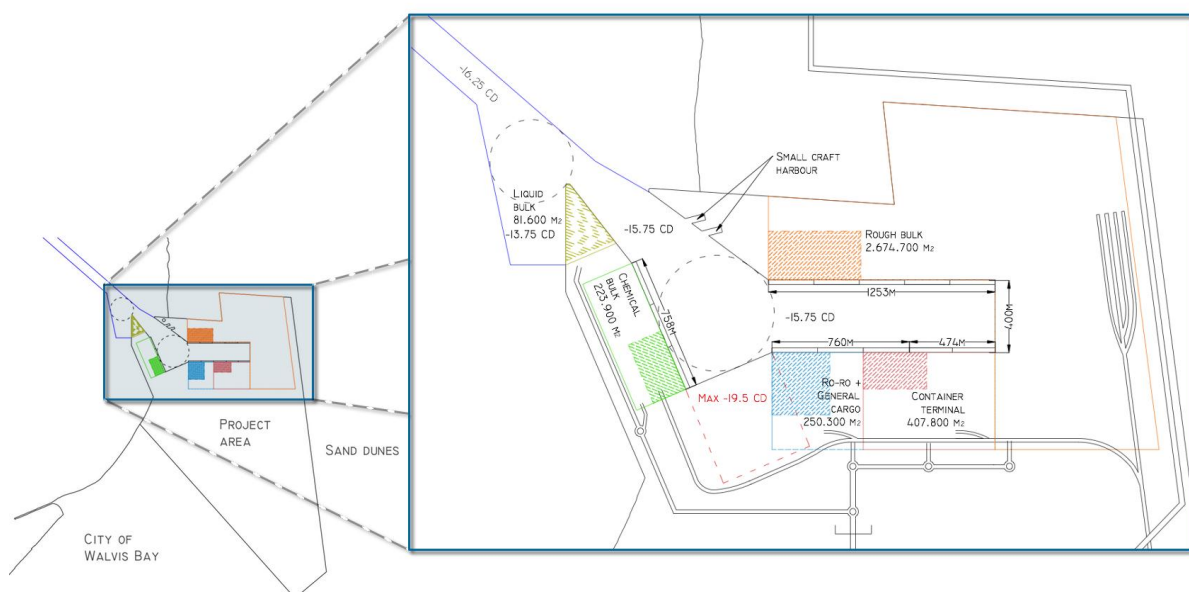 -16.25 CD
Small craft
harbour
Liquid
bulk
81.600 m2
-13.75 CD
-15.75 CD
Rough bulk
2.674.700 m2
Chemical
bulk
223.900 m2
758m
1253m
-15.75 CD
400m
760m
474m
Max -19.5 CD
Ro-ro +
General
cargo
250.300 m2
Container
terminal
407.800 m2
Project
area
Sand dunes
City of
Walvis Bay